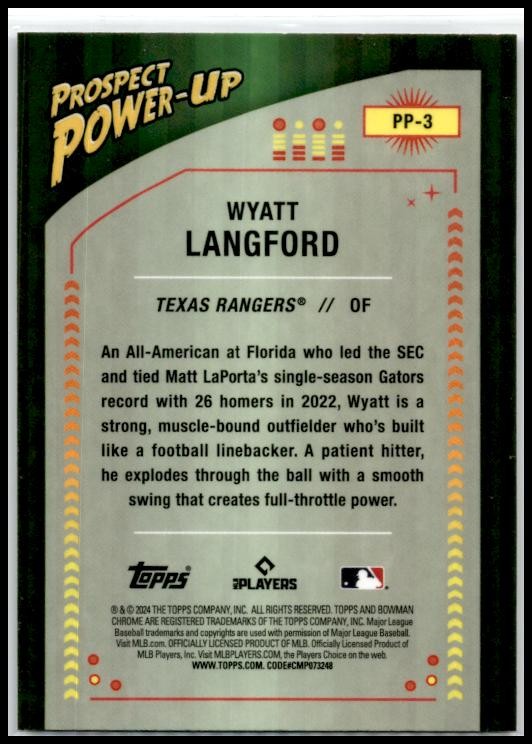 PROSPECT
POWER-UP
PP-3
WYATT
LANGFORD
TEXAS RANGERS® // OF
An All-American at Florida who led the SEC
and tied Matt LaPorta's single-season Gators
record with 26 homers in 2022, Wyatt is a
strong, muscle-bound outfielder who's built
like a football linebacker. A patient hitter,
he explodes through the ball with a smooth
swing that creates full-throttle power.
TOPPS®
MLB PLAYERS
® & © 2024 THE TOPPS COMPANY, INC. ALL RIGHTS RESERVED. TOPPS AND BOWMAN
CHROME ARE REGISTERED TRADEMARKS OF THE TOPPS COMPANY, INC. Major League
Baseball trademarks and copyrights are used with permission of Major League Baseball.
Visit MLB.com. OFFICIALLY LICENSED PRODUCT OF MLB. Officially Licensed Product of
MLB Players, Inc. Visit MLBPLAYERS.com, the Players Choice on the web.
WWW.TOPPS.COM. CODE#CMP073248